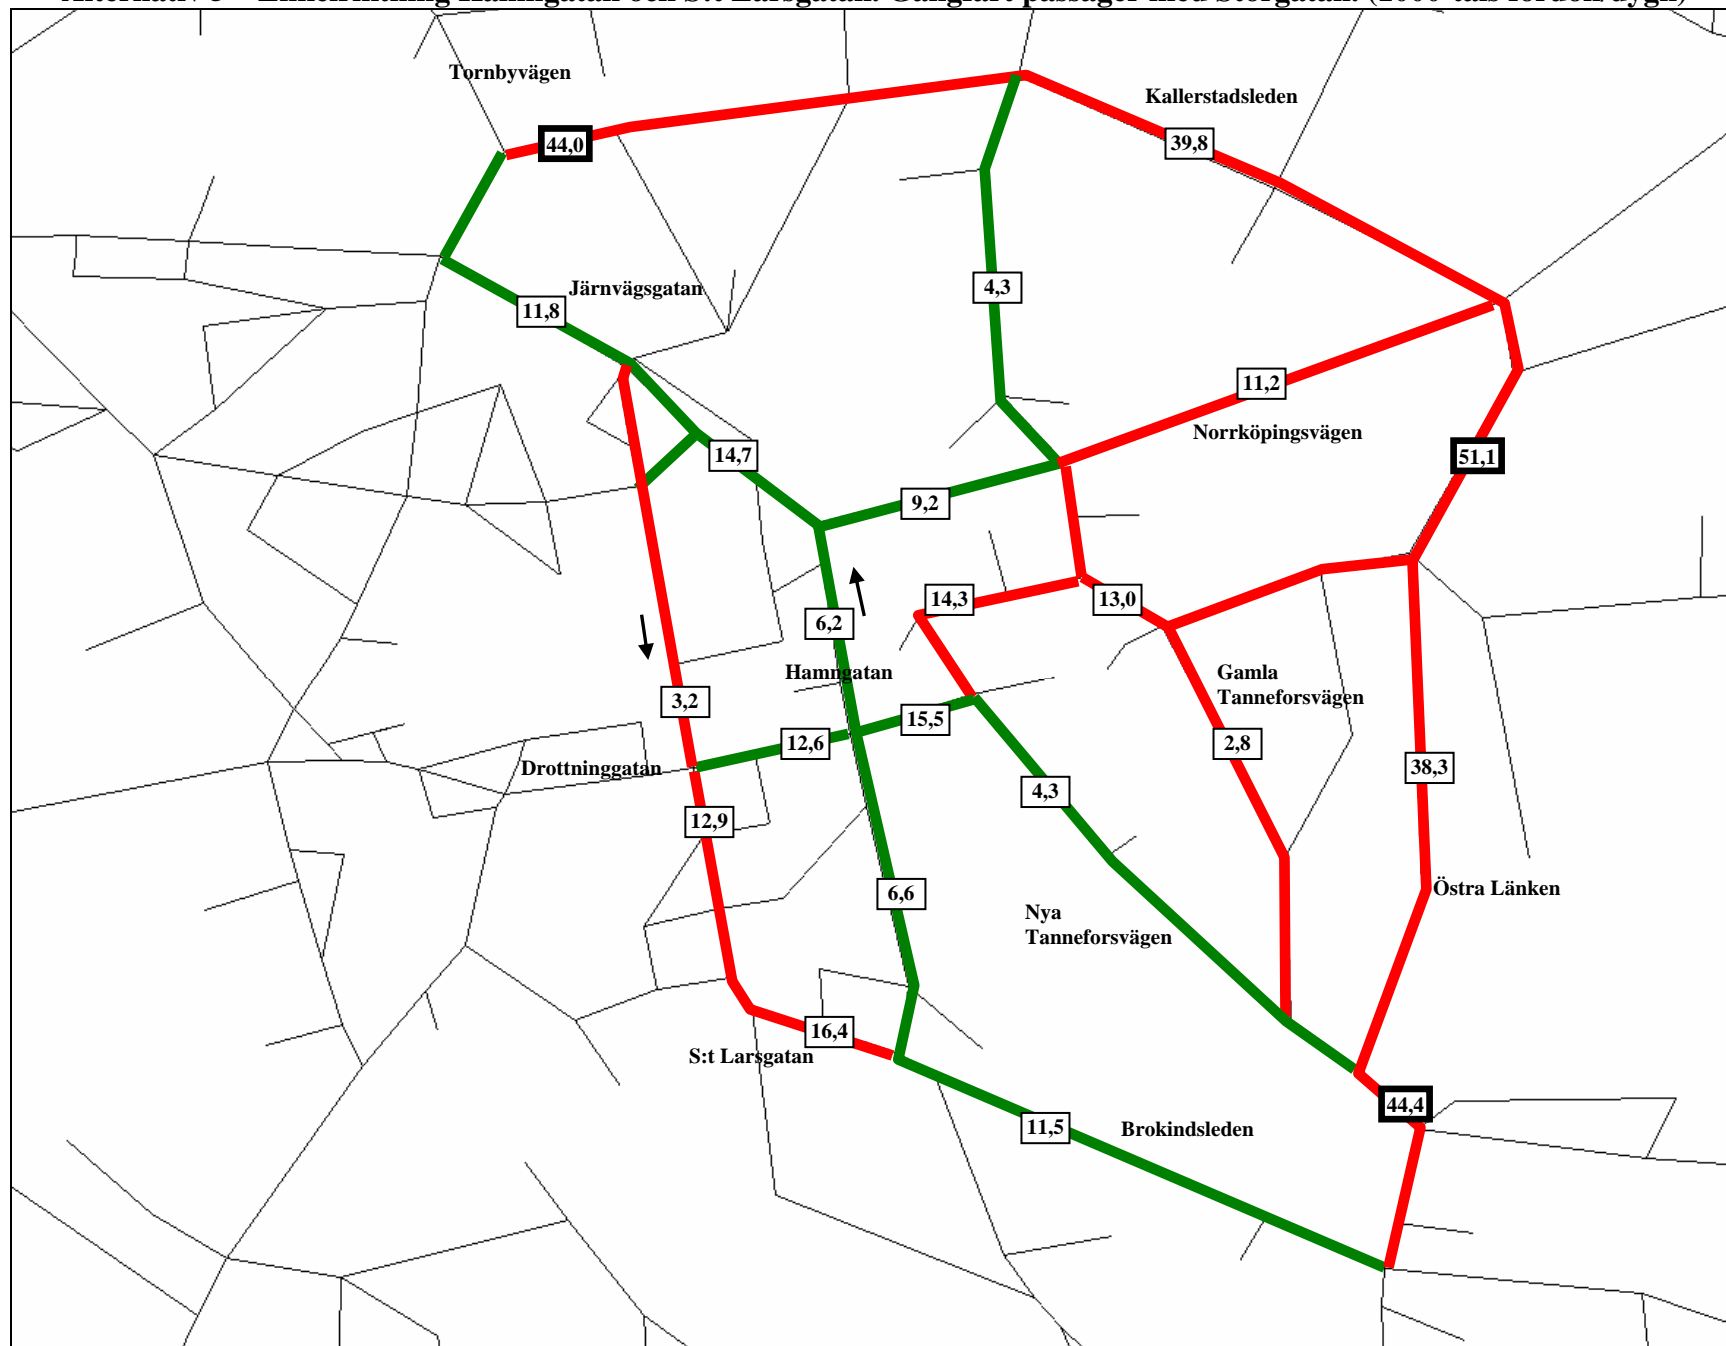 Tornbyvägen
Kallerstadsleden
44,0
39,8
Järnvägsgatan
4,3
11,8
11,2
Norrköpingsvägen
14,7
51,1
9,2
14,3
13,0
6,2
Hamngatan
Gamla
Tanneforsvägen
3,2
15,5
12,6
2,8
Drottninggatan
38,3
4,3
12,9
6,6
Östra Länken
Nya
Tanneforsvägen
16,4
S:t Larsgatan
44,4
11,5
Brokindsleden